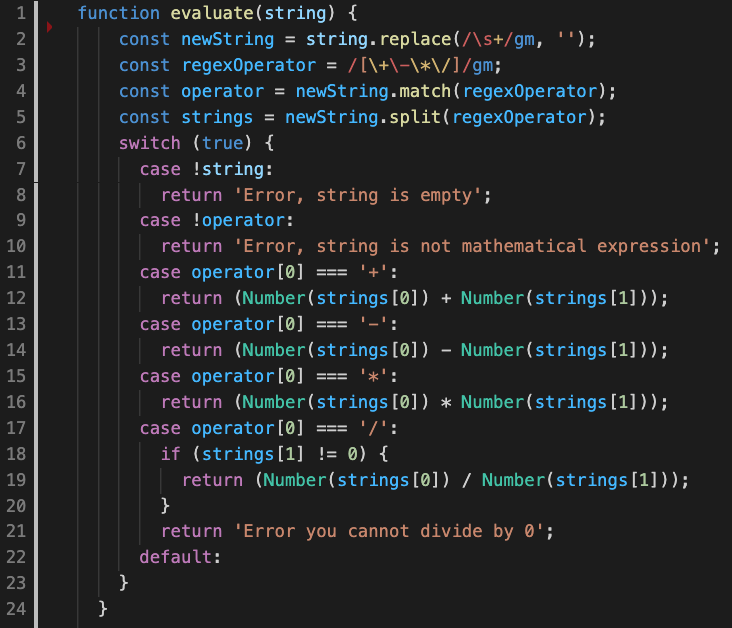 1 function evaluate(string) {
2 const newString = string.replace(/\s+/gm, '');
3 const regexOperator = /[\+\-\*\/]/gm;
4 const operator = newString.match(regexOperator);
5 const strings = newString.split(regexOperator);
6 switch (true) {
7 case !string:
8 return 'Error, string is empty';
9 case !operator:
10 return 'Error, string is not mathematical expression';
11 case operator[0] === '+':
12 return (Number(strings[0]) + Number(strings[1]));
13 case operator[0] === '-':
14 return (Number(strings[0]) - Number(strings[1]));
15 case operator[0] === '*':
16 return (Number(strings[0]) * Number(strings[1]));
17 case operator[0] === '/':
18 if (strings[1] != 0) {
19 return (Number(strings[0]) / Number(strings[1]));
20 }
21 return 'Error you cannot divide by 0';
22 default:
23 }
24 }